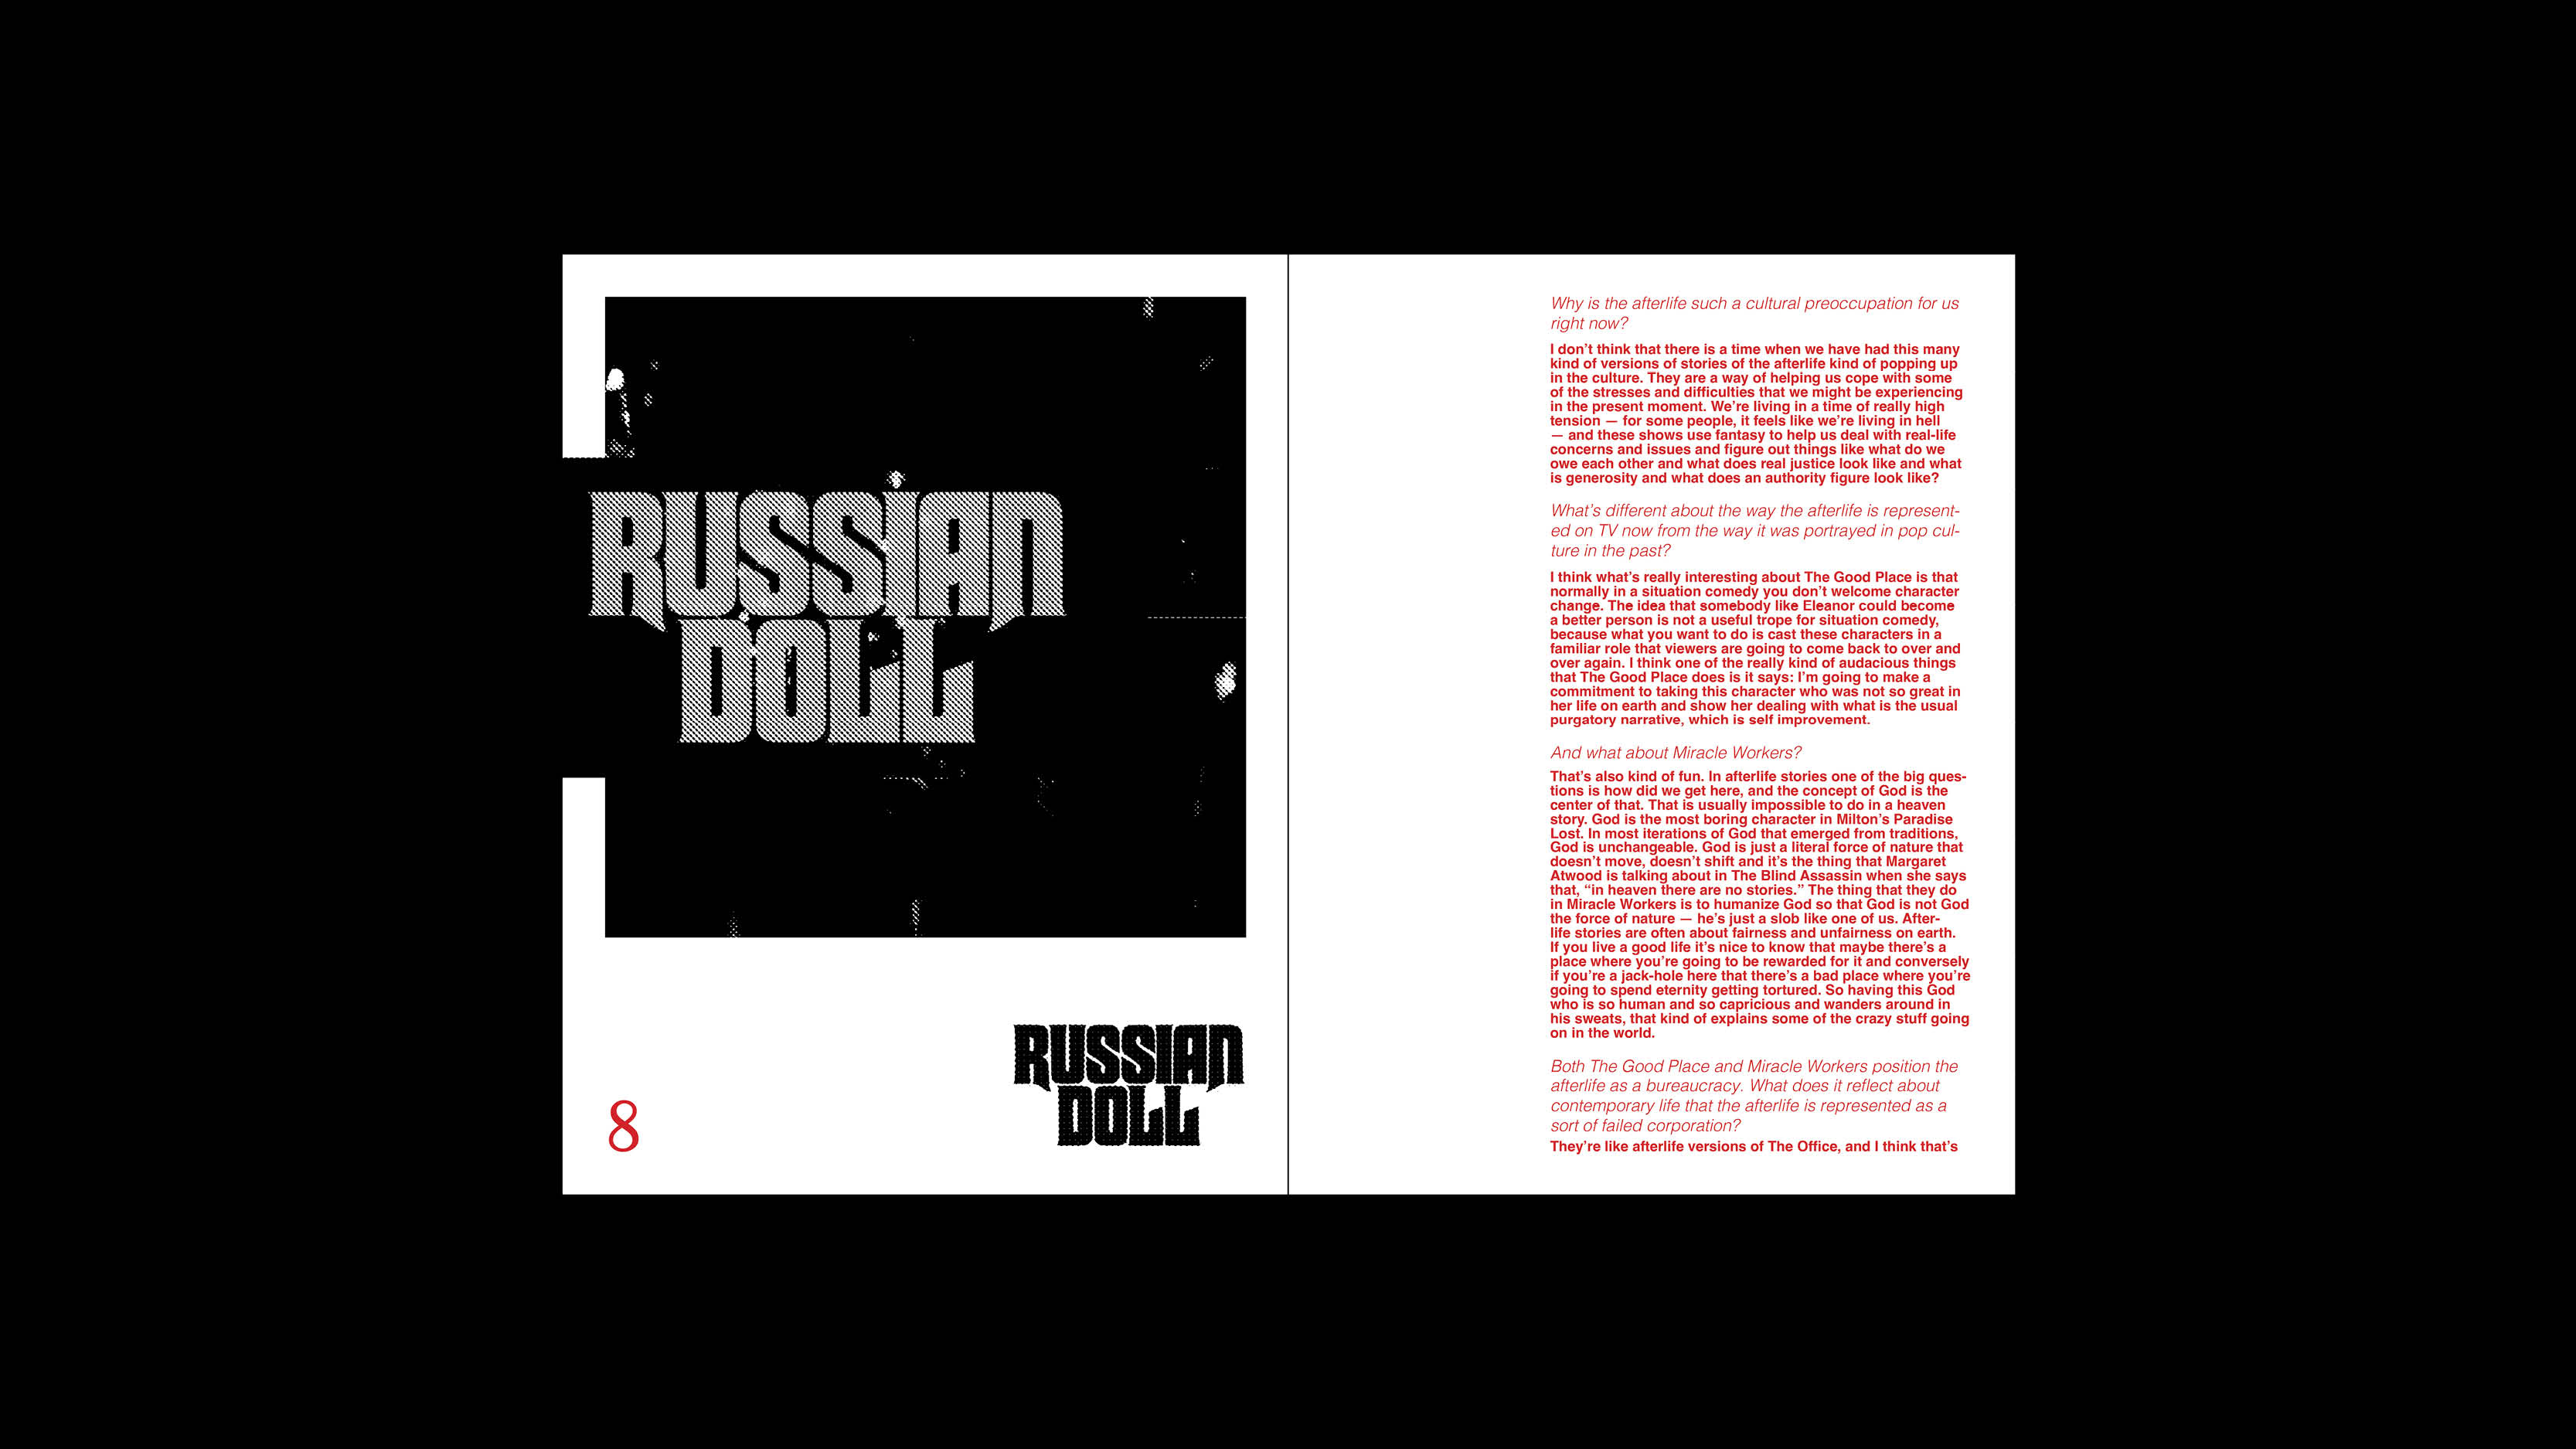 RUSSIAN
DOLL
RUSSIAN
DOLL
8
Why is the afterlife such a cultural preoccupation for us
right now?
I don’t think that there is a time when we have had this many
kind of versions of stories of the afterlife kind of popping up
in the culture. They are a way of helping us cope with some
of the stresses and difficulties that we might be experiencing
in the present moment. We’re living in a time of really high
tension — for some people, it feels like we’re living in hell
— and these shows use fantasy to help us deal with real-life
concerns and issues and figure out things like what do we
owe each other and what does real justice look like and what
is generosity and what does an authority figure look like?
What’s different about the way the afterlife is represent-
ed on TV now from the way it was portrayed in pop cul-
ture in the past?
I think what’s really interesting about The Good Place is that
normally in a situation comedy you don’t welcome character
change. The idea that somebody like Eleanor could become
a better person is not a useful trope for situation comedy,
because what you want to do is cast these characters in a
familiar role that viewers are going to come back to over and
over again. I think one of the really kind of audacious things
that The Good Place does is it says: I’m going to make a
commitment to taking this character who was not so great in
her life on earth and show her dealing with what is the usual
purgatory narrative, which is self improvement.
And what about Miracle Workers?
That’s also kind of fun. In afterlife stories one of the big ques-
tions is how did we get here, and the concept of God is the
center of that. That is usually impossible to do in a heaven
story. God is the most boring character in Milton’s Paradise
Lost. In most iterations of God that emerged from traditions,
God is unchangeable. God is just a literal force of nature that
doesn’t move, doesn’t shift and it’s the thing that Margaret
Atwood is talking about in The Blind Assassin when she says
that, “in heaven there are no stories.” The thing that they do
in Miracle Workers is to humanize God so that God is not God
the force of nature — he’s just a slob like one of us. After-
life stories are often about fairness and unfairness on earth.
If you live a good life it’s nice to know that maybe there’s a
place where you’re going to be rewarded for it and conversely
if you’re a jack-hole here that there’s a bad place where you’re
going to spend eternity getting tortured. So having this God
who is so human and so capricious and wanders around in
his sweats, that kind of explains some of the crazy stuff going
on in the world.
Both The Good Place and Miracle Workers position the
afterlife as a bureaucracy. What does it reflect about
contemporary life that the afterlife is represented as a
sort of failed corporation?
They’re like afterlife versions of The Office, and I think that’s